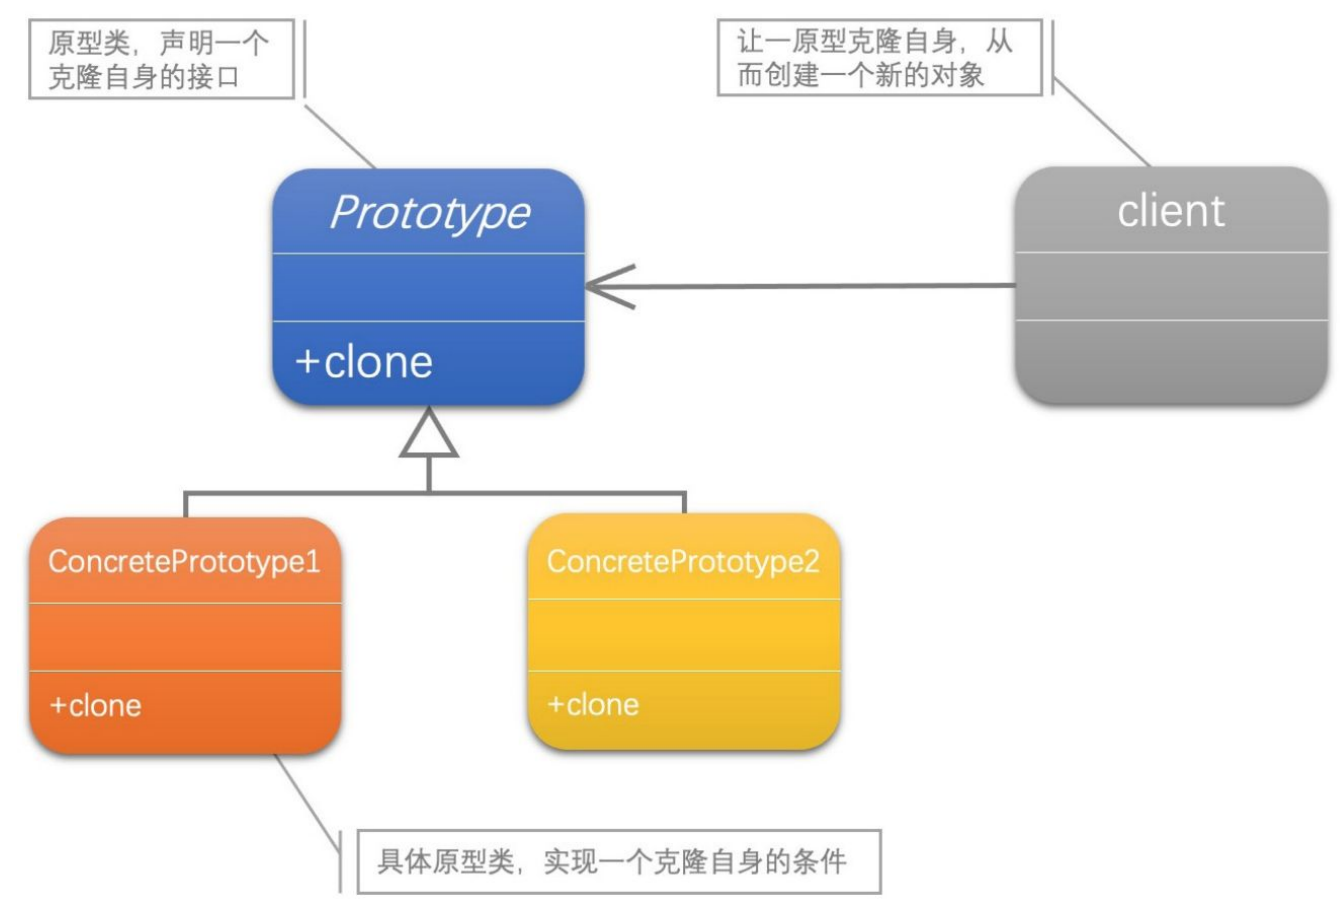 原型类，声明一个
克隆自身的接口
让一原型克隆自身，从
而创建一个新的对象
Prototype
+clone
client
ConcretePrototype1
+clone
ConcretePrototype2
+clone
具体原型类，实现一个克隆自身的条件